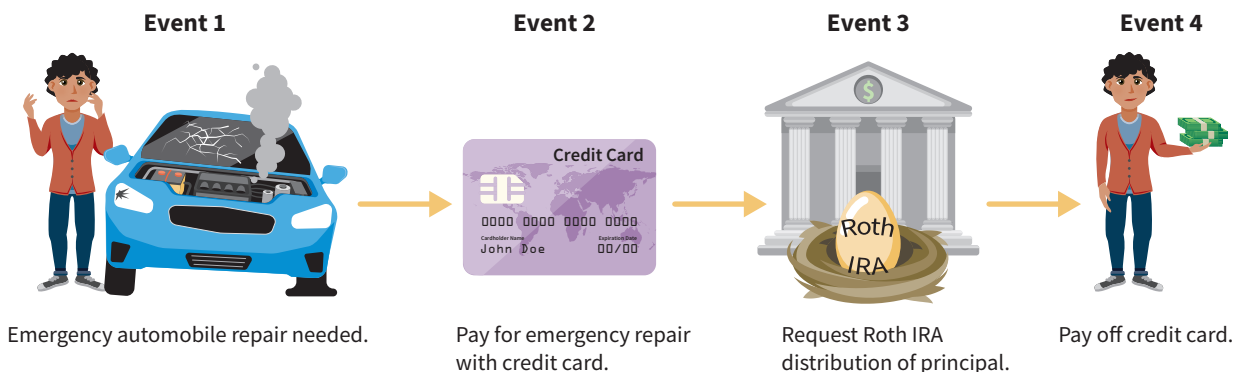 Event 1
Event 2
Event 3
Event 4
Credit Card
0000 0000 0000 0000
Cardholder Name
Expiration Date
John Doe
00/00
$
Roth
IRA
Emergency automobile repair needed.
Pay for emergency repair
with credit card.
Request Roth IRA
distribution of principal.
Pay off credit card.